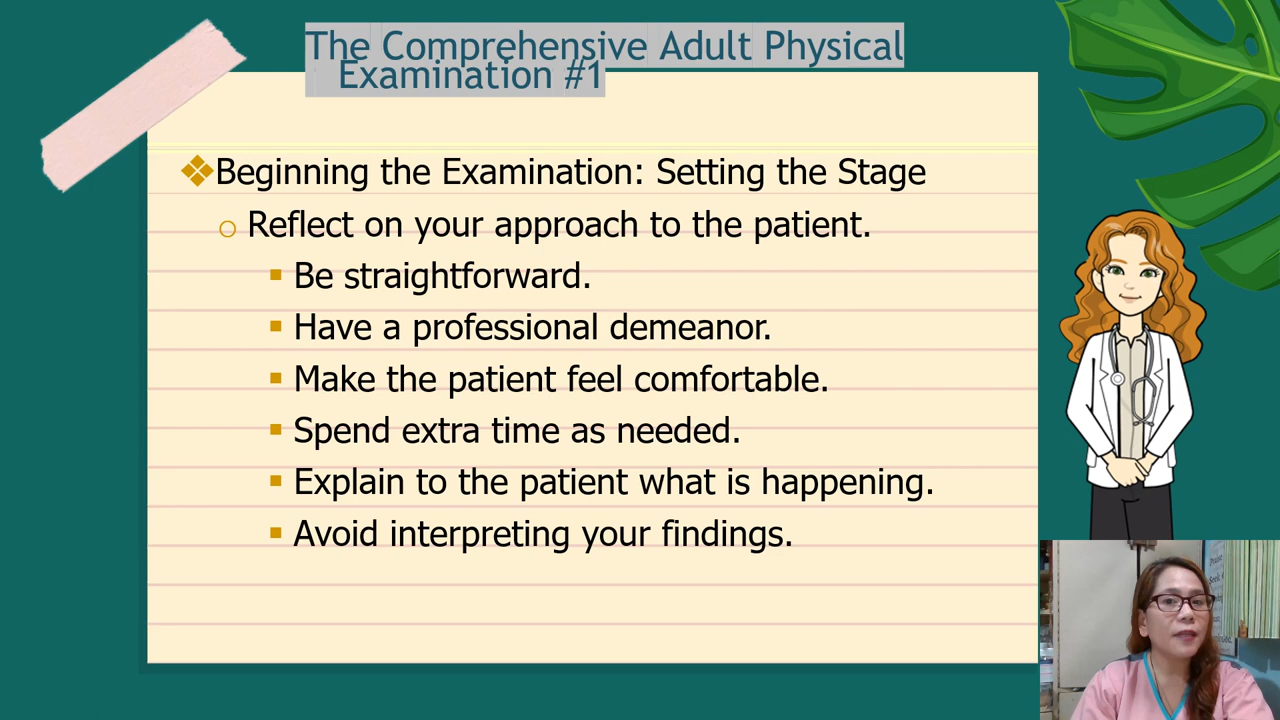 The Comprehensive Adult Physical
Examination #1
Beginning the Examination: Setting the Stage
Reflect on your approach to the patient.
Be straightforward.
Have a professional demeanor.
Make the patient feel comfortable.
Spend extra time as needed.
Explain to the patient what is happening.
Avoid interpreting your findings.